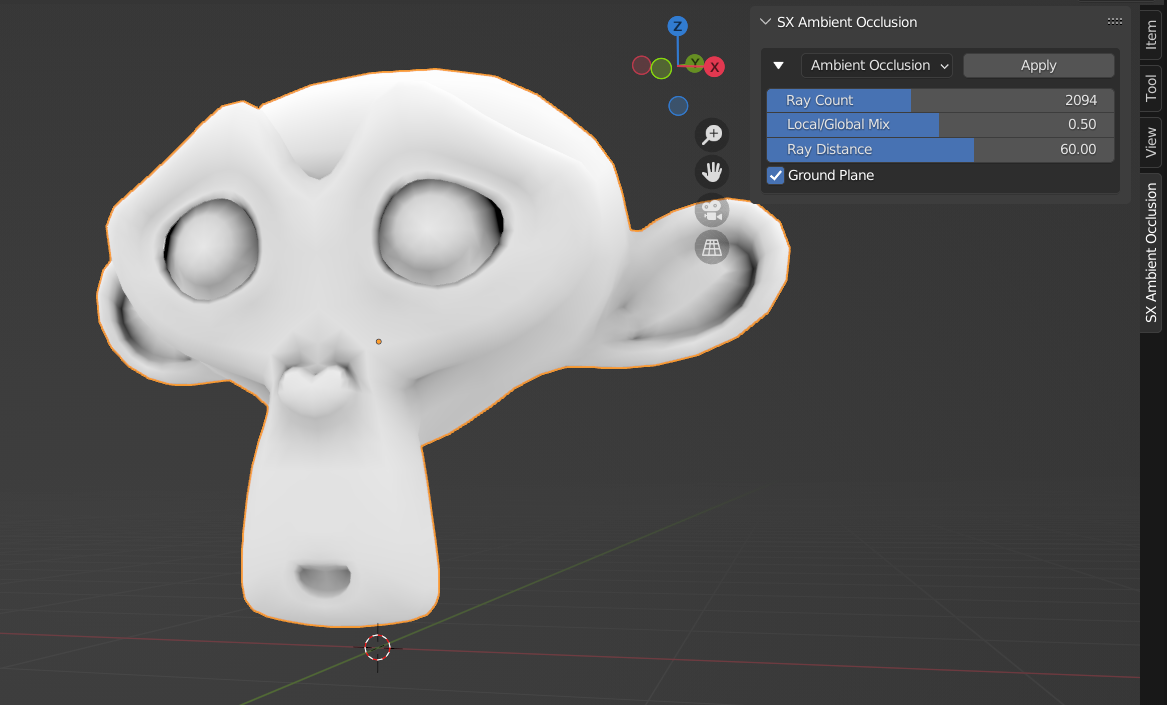 SX Ambient Occlusion
Ambient Occlusion
Apply
Ray Count 2094
Local/Global Mix 0.50
Ray Distance 60.00
Ground Plane
Z
Y
X
Item
Tool
View
SX Ambient Occlusion